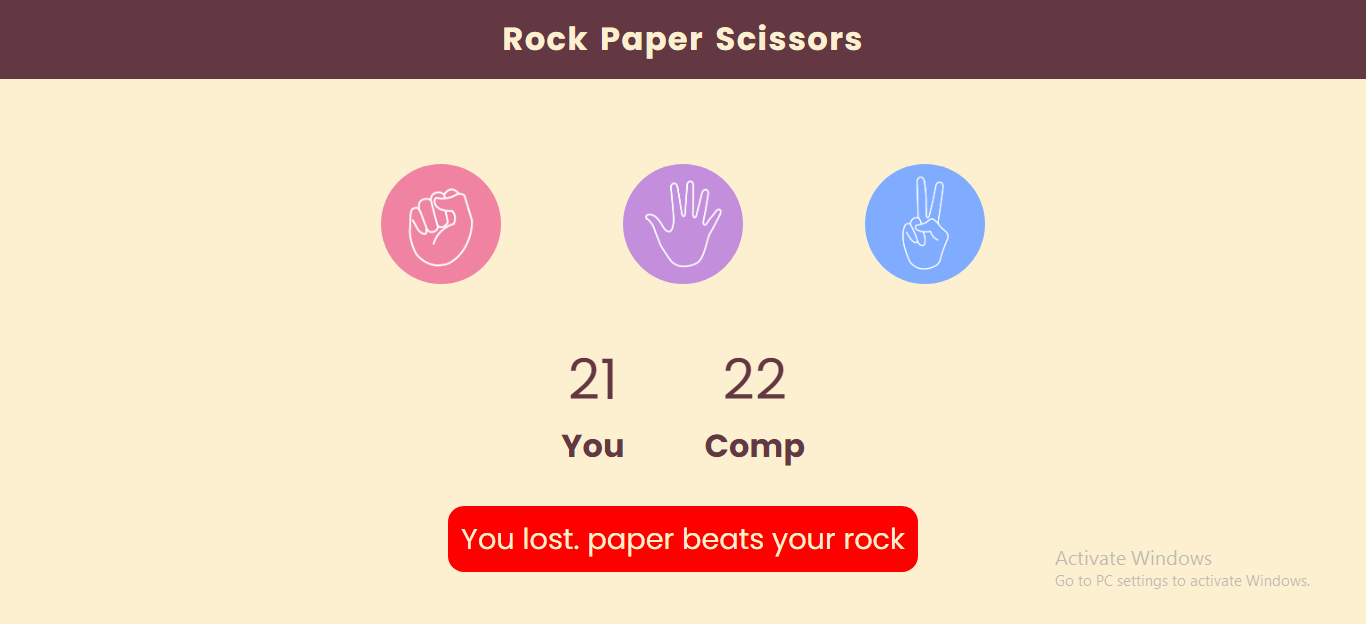 Rock Paper Scissors
21 22
You Comp
You lost. paper beats your rock
Activate Windows
Go to PC settings to activate Windows.